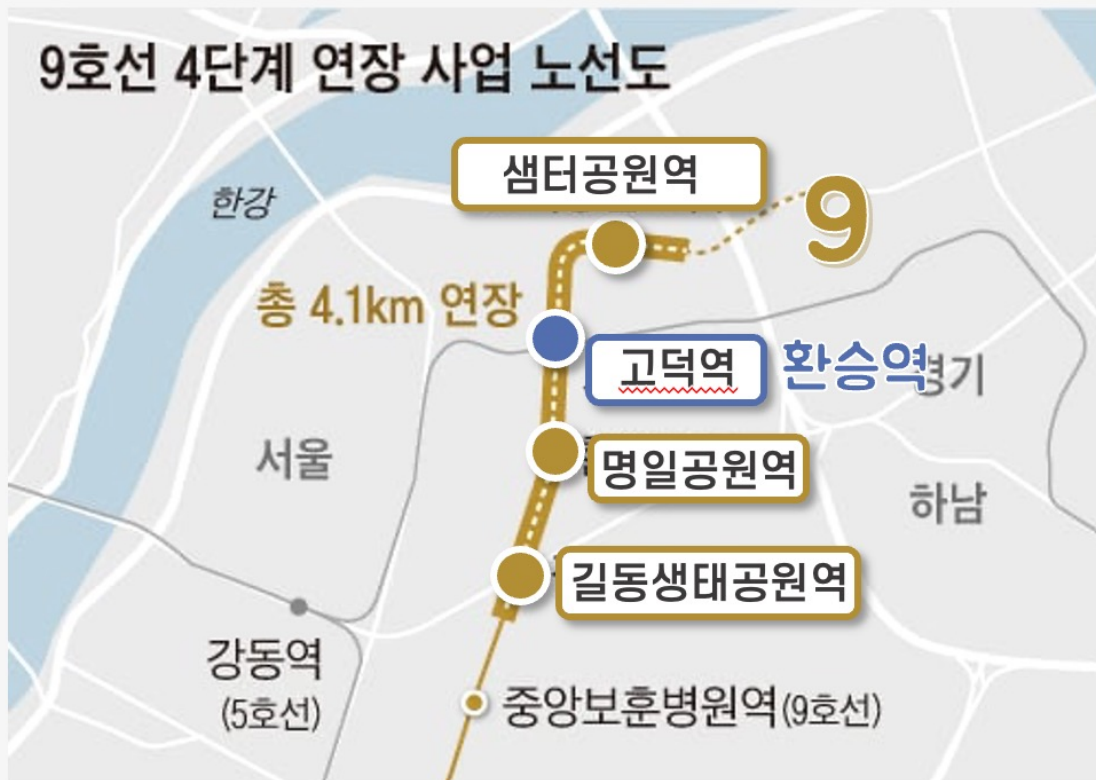 9호선 4단계 연장 사업 노선도
샘터공원역
한강
9
총 4.1km 연장
고덕역
환승역
경기
서울
명일공원역
하남
길동생태공원역
강동역
(5호선)
중앙보훈병원역(9호선)